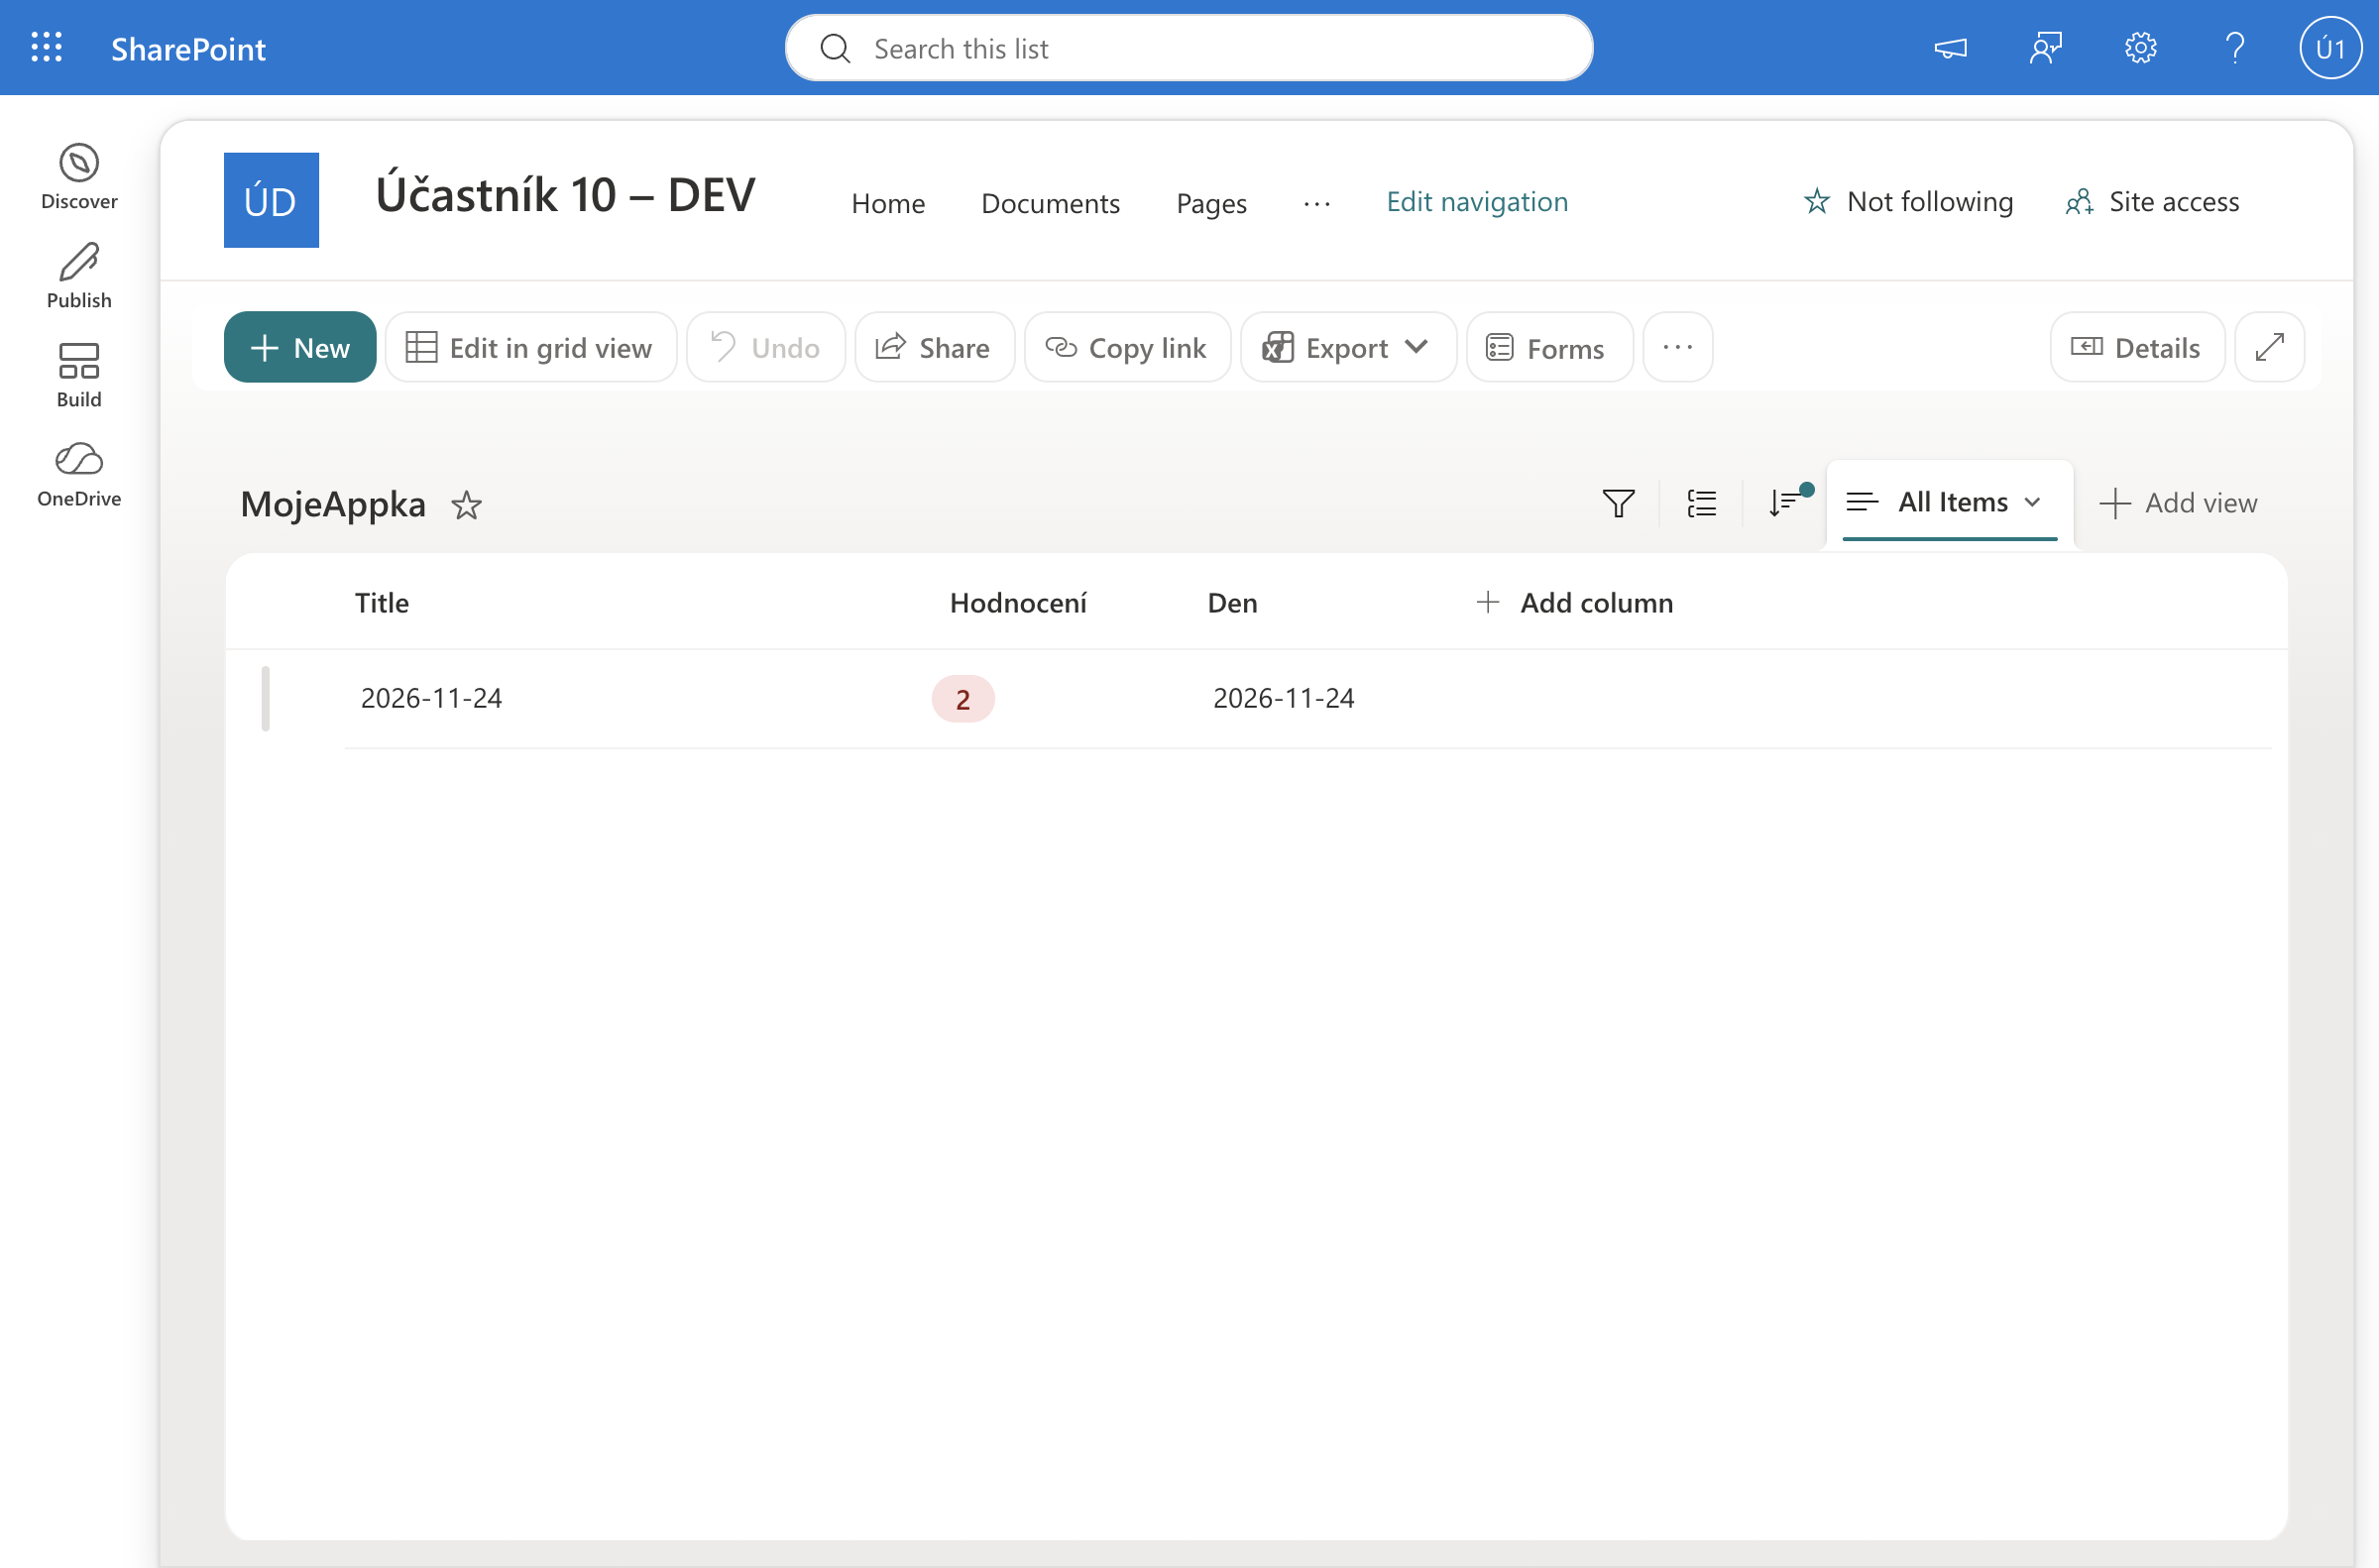 SharePoint
Search this list
Ú1
Discover
Publish
Build
OneDrive
ÚD
Účastník 10 – DEV
Home
Documents
Pages
Edit navigation
Not following
Site access
New
Edit in grid view
Undo
Share
Copy link
Export
Forms
Details
MojeAppka
All Items
Add view
Title
Hodnocení
Den
Add column
2026-11-24
2
2026-11-24